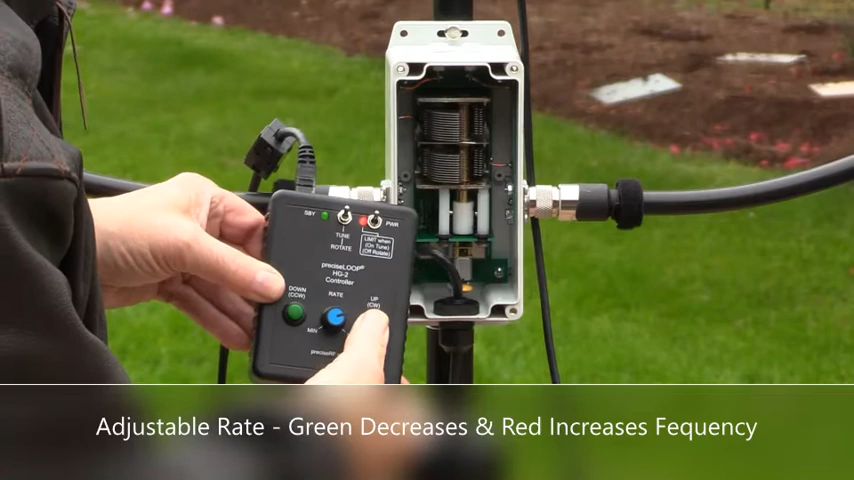 SBY
PWR
TUNE
ROTATE
LIMIT when
(On Tune)
(Off Rotate)
preciseLOOP®
HG-2
Controller
DOWN
(CCW)
RATE
UP
(CW)
MIN
Adjustable Rate - Green Decreases & Red Increases Fequency